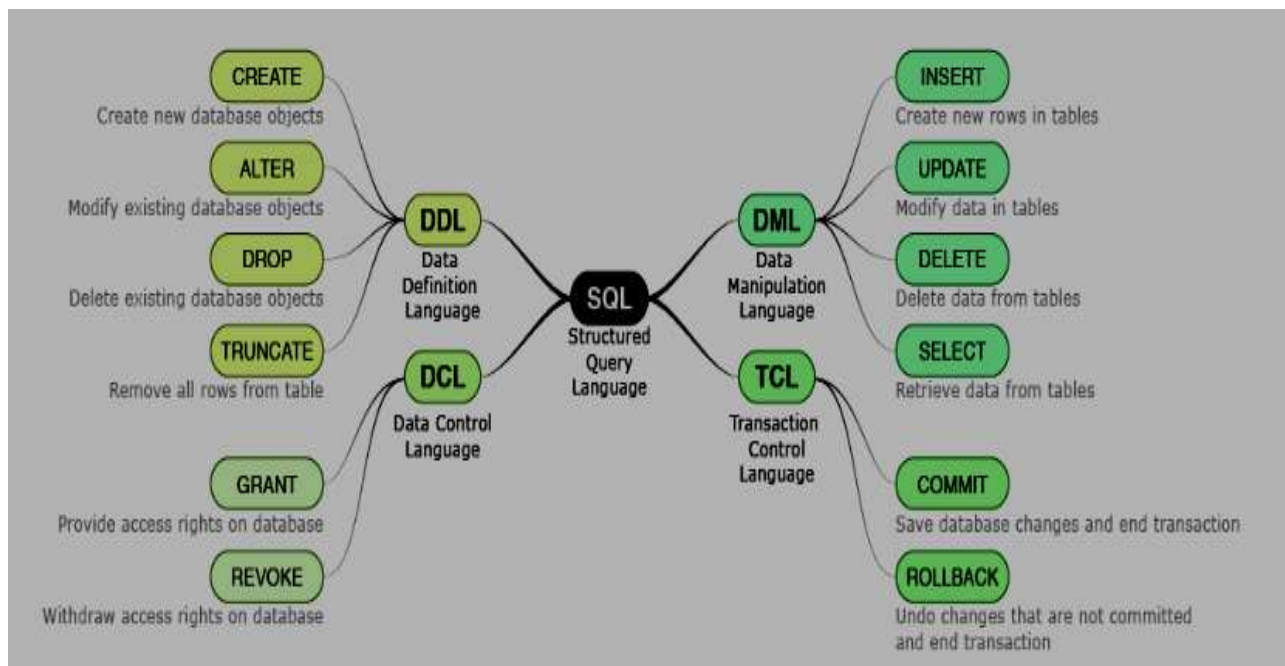 CREATE
Create new database objects
ALTER
Modify existing database objects
DROP
Delete existing database objects
TRUNCATE
Remove all rows from table
GRANT
Provide access rights on database
REVOKE
Withdraw access rights on database
DDL
Data
Definition
Language
DCL
Data Control
Language
SQL
Structured
Query
Language
DML
Data
Manipulation
Language
TCL
Transaction
Control
Language
INSERT
Create new rows in tables
UPDATE
Modify data in tables
DELETE
Delete data from tables
SELECT
Retrieve data from tables
COMMIT
Save database changes and end transaction
ROLLBACK
Undo changes that are not committed
and end transaction